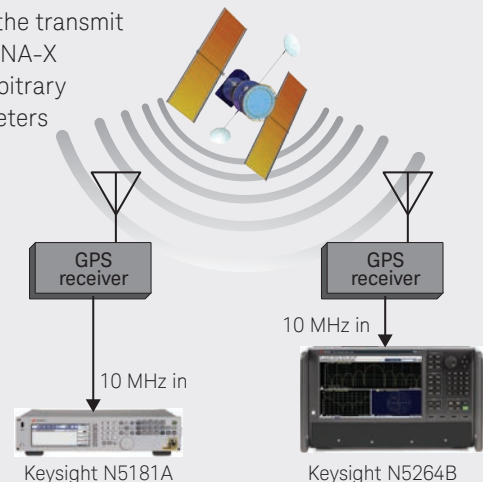 the transmit
NA-X
bitrary
eters
GPS
receiver
GPS
receiver
10 MHz in
10 MHz in
Keysight N5181A
Keysight N5264B